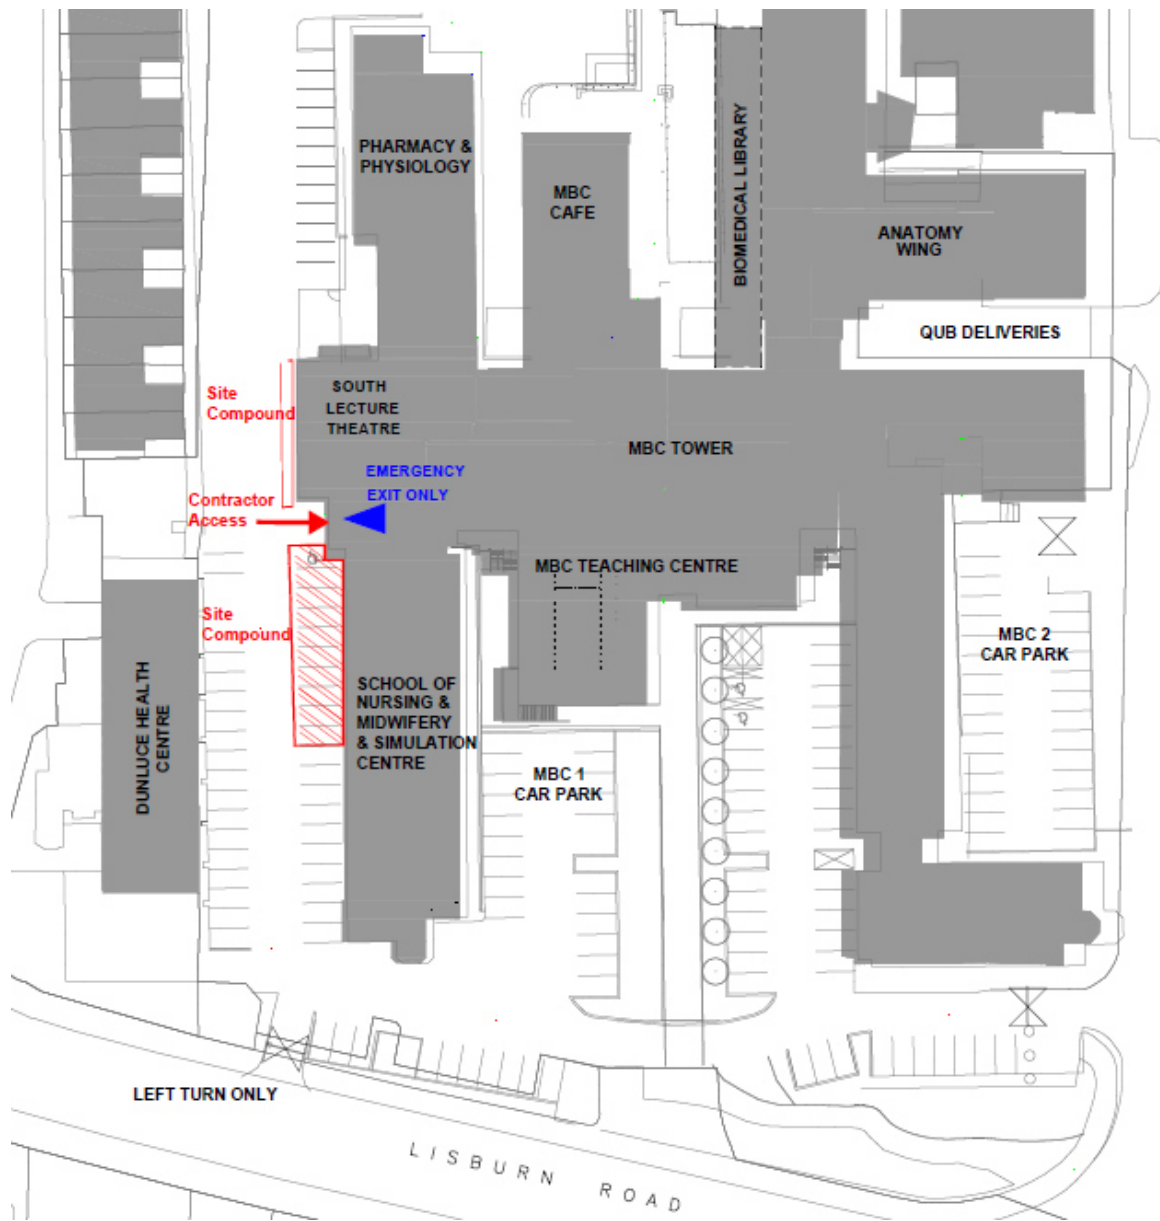 PHARMACY &
PHYSIOLOGY
MBC
CAFE
BIOMEDICAL LIBRARY
ANATOMY
WING
QUB DELIVERIES
Site
Compound
SOUTH
LECTURE
THEATRE
MBC TOWER
EMERGENCY
EXIT ONLY
Contractor
Access
MBC TEACHING CENTRE
Site
Compound
MBC 2
CAR PARK
DUNLUCE HEALTH
CENTRE
SCHOOL OF
NURSING &
MIDWIFERY
& SIMULATION
CENTRE
MBC 1
CAR PARK
LEFT TURN ONLY
LISBURN ROAD